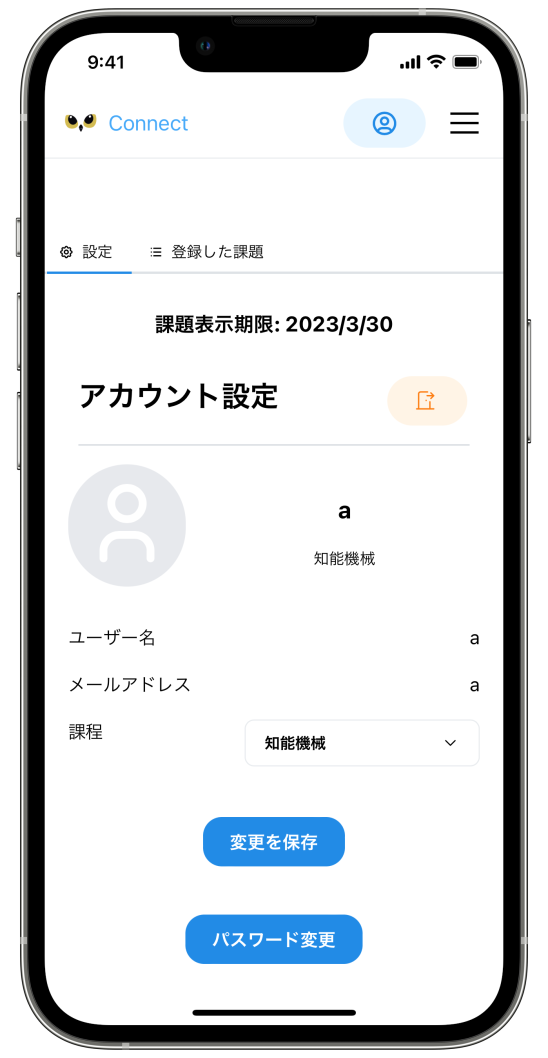 9:41
Connect
設定
登録した課題
課題表示期限: 2023/3/30
アカウント設定
a
知能機械
ユーザー名 a
メールアドレス a
課程 知能機械
変更を保存
パスワード変更